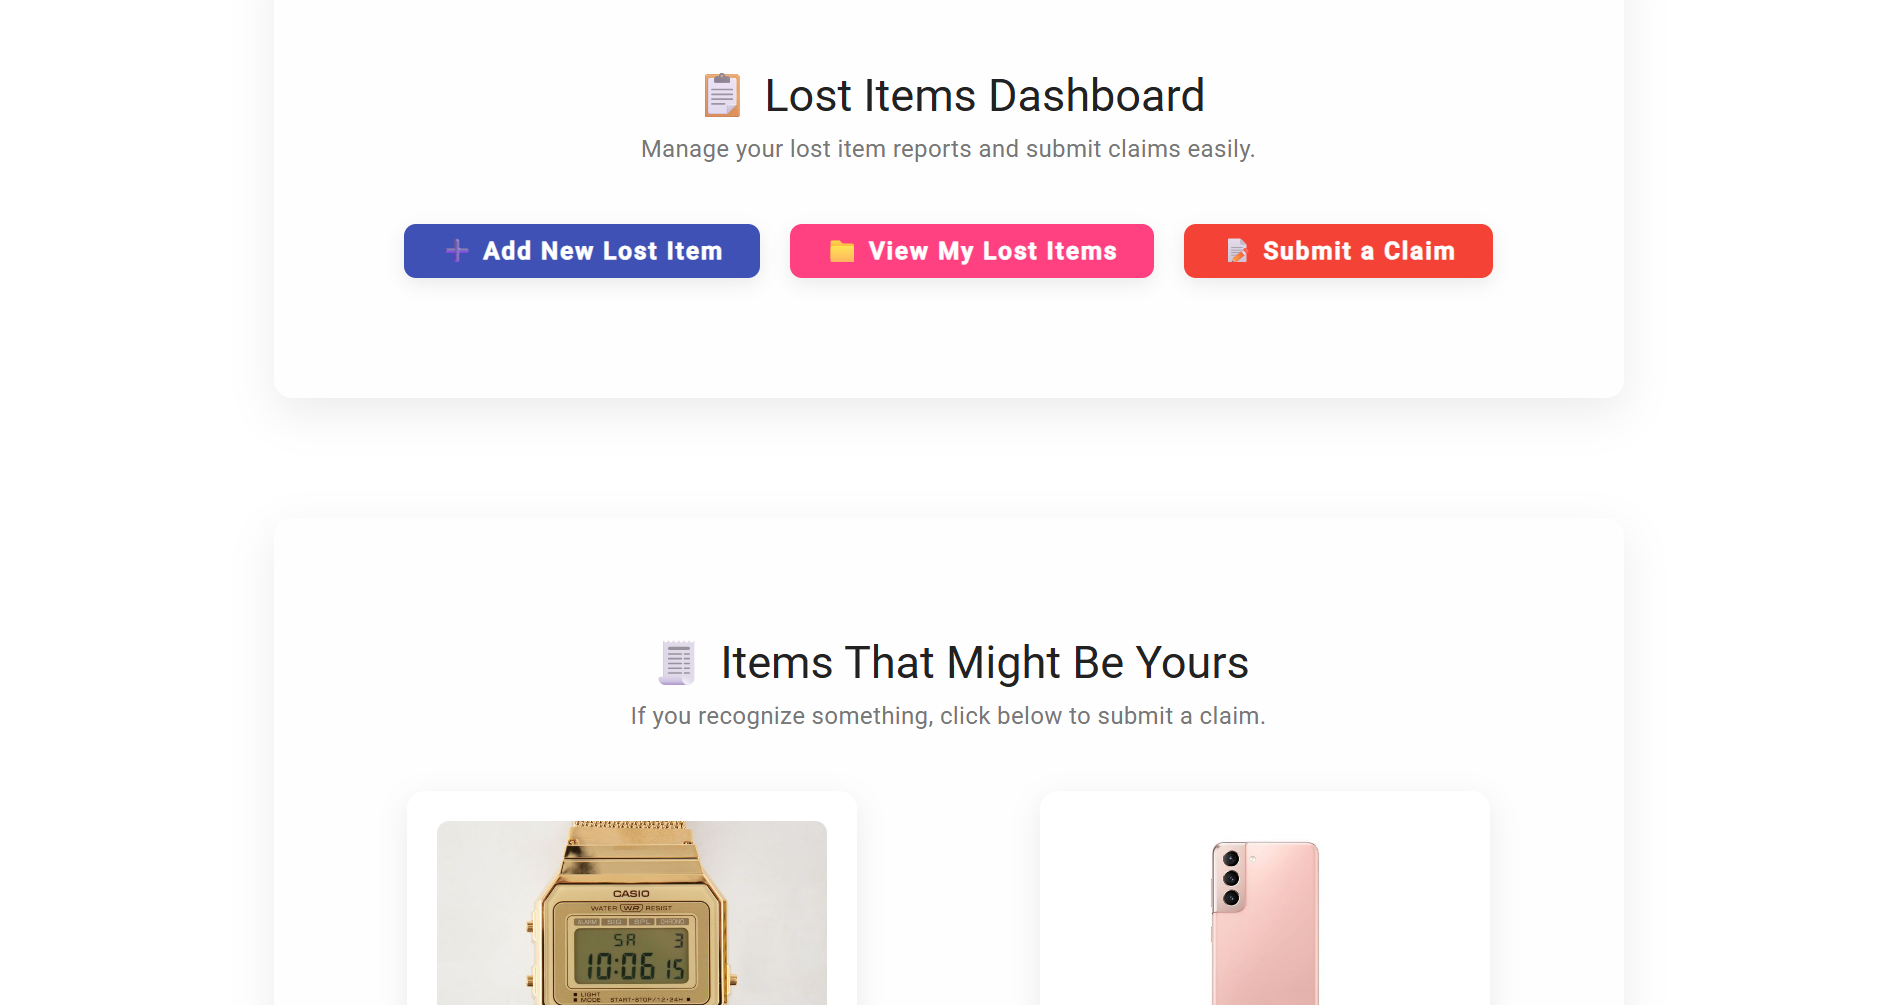 Lost Items Dashboard
Manage your lost item reports and submit claims easily.
Add New Lost Item
View My Lost Items
Submit a Claim
Items That Might Be Yours
If you recognize something, click below to submit a claim.
CASIO
WATER WR RESIST
ALARM SIG SPL CHRONO
SA 3
10:06 15
LIGHT
MODE START-STOP/12-24H